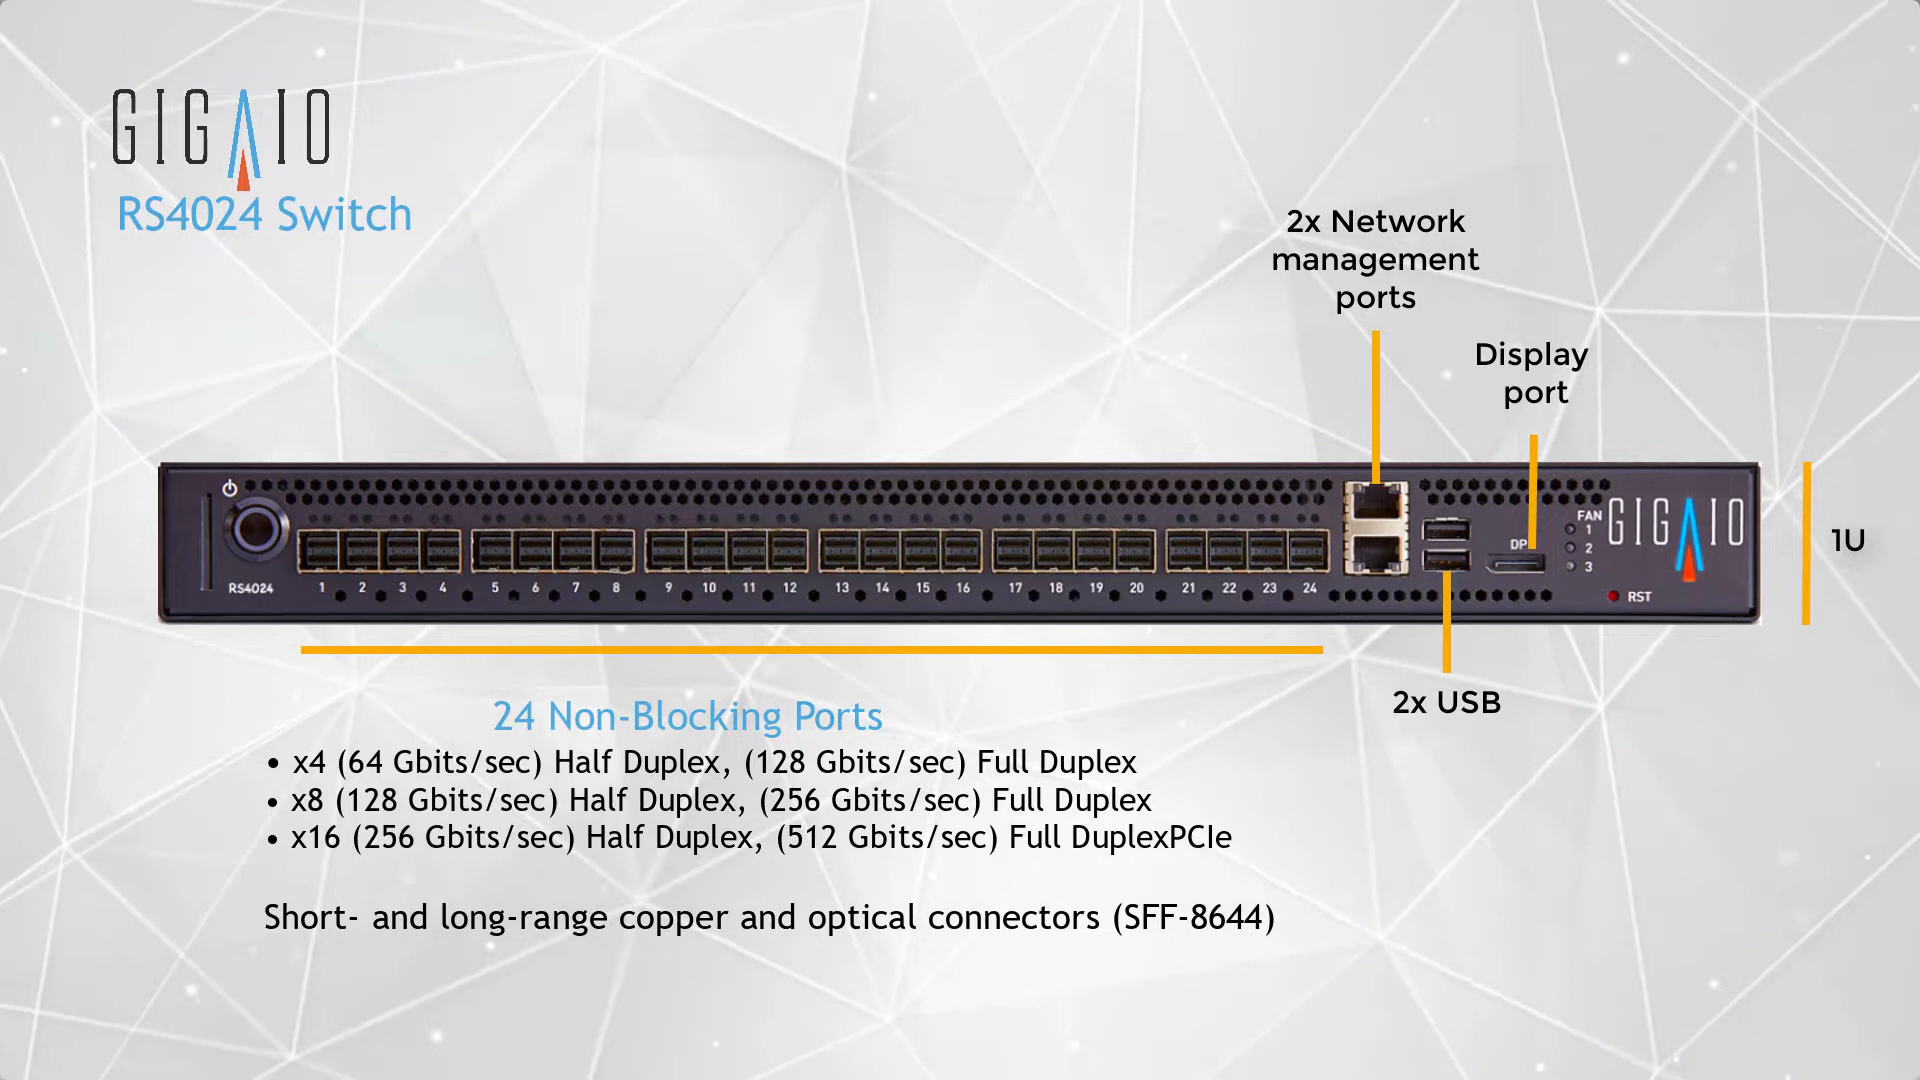 GIGAIO
RS4024 Switch
2x Network
management
ports
Display
port
FAN
1
2
3
GIGAIO
DP
RS4024
1 2 3 4 5 6 7 8 9 10 11 12 13 14 15 16 17 18 19 20 21 22 23 24
RST
1U
2x USB
24 Non-Blocking Ports
• x4 (64 Gbits/sec) Half Duplex, (128 Gbits/sec) Full Duplex
• x8 (128 Gbits/sec) Half Duplex, (256 Gbits/sec) Full Duplex
• x16 (256 Gbits/sec) Half Duplex, (512 Gbits/sec) Full DuplexPCIe
Short- and long-range copper and optical connectors (SFF-8644)